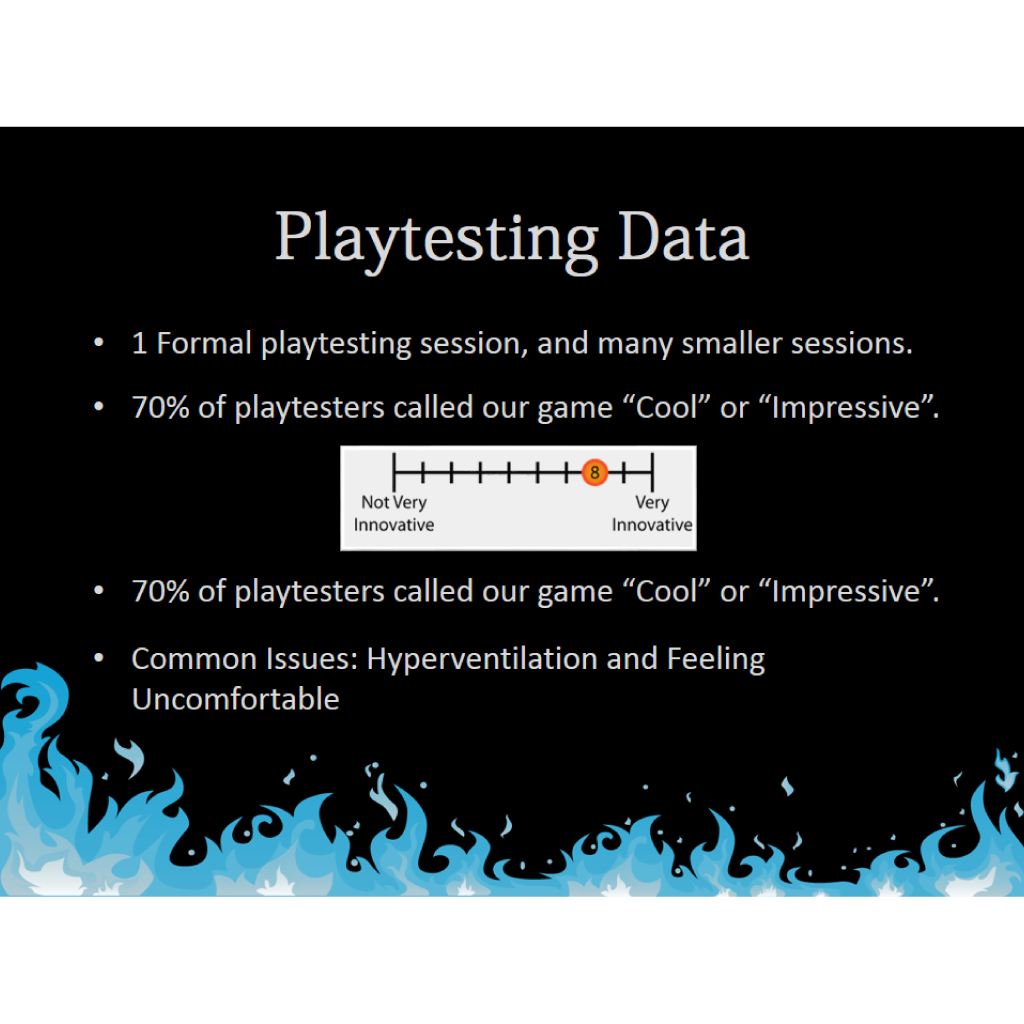 Playtesting Data
• 1 Formal playtesting session, and many smaller sessions.
• 70% of playtesters called our game “Cool” or “Impressive”.
8
Not Very Very
Innovative Innovative
• 70% of playtesters called our game “Cool” or “Impressive”.
• Common Issues: Hyperventilation and Feeling
Uncomfortable